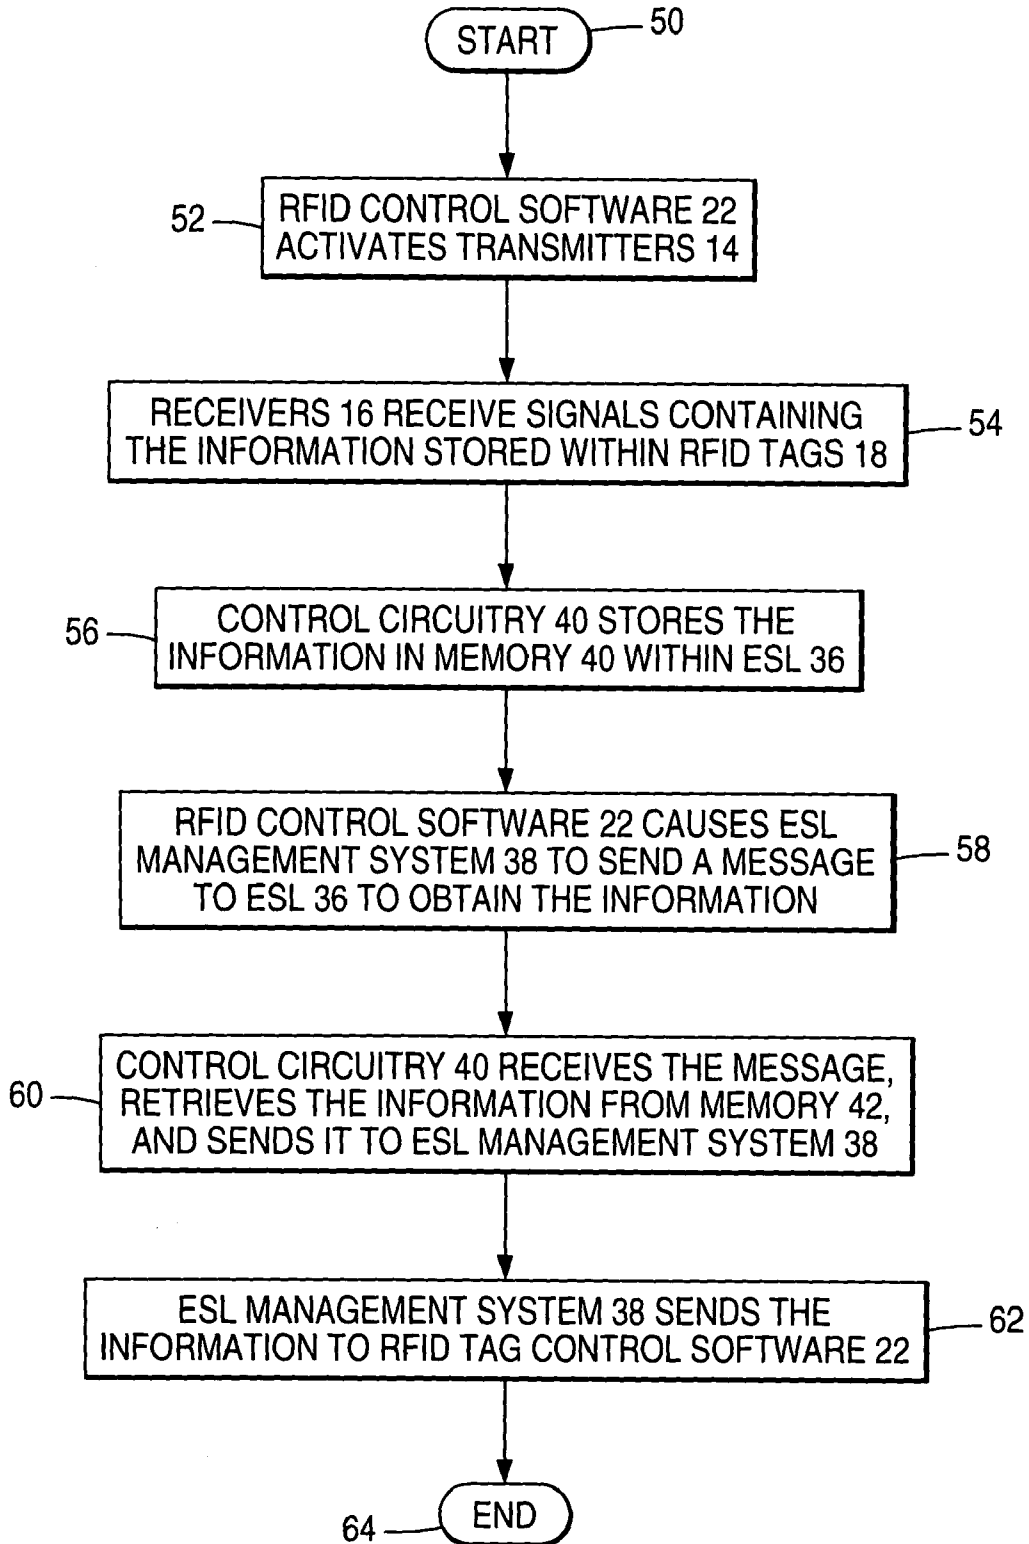 START
50
52
RFID CONTROL SOFTWARE 22
ACTIVATES TRANSMITTERS 14
RECEIVERS 16 RECEIVE SIGNALS CONTAINING
THE INFORMATION STORED WITHIN RFID TAGS 18
54
56
CONTROL CIRCUITRY 40 STORES THE
INFORMATION IN MEMORY 40 WITHIN ESL 36
RFID CONTROL SOFTWARE 22 CAUSES ESL
MANAGEMENT SYSTEM 38 TO SEND A MESSAGE
TO ESL 36 TO OBTAIN THE INFORMATION
58
60
CONTROL CIRCUITRY 40 RECEIVES THE MESSAGE,
RETRIEVES THE INFORMATION FROM MEMORY 42,
AND SENDS IT TO ESL MANAGEMENT SYSTEM 38
ESL MANAGEMENT SYSTEM 38 SENDS THE
INFORMATION TO RFID TAG CONTROL SOFTWARE 22
62
64
END